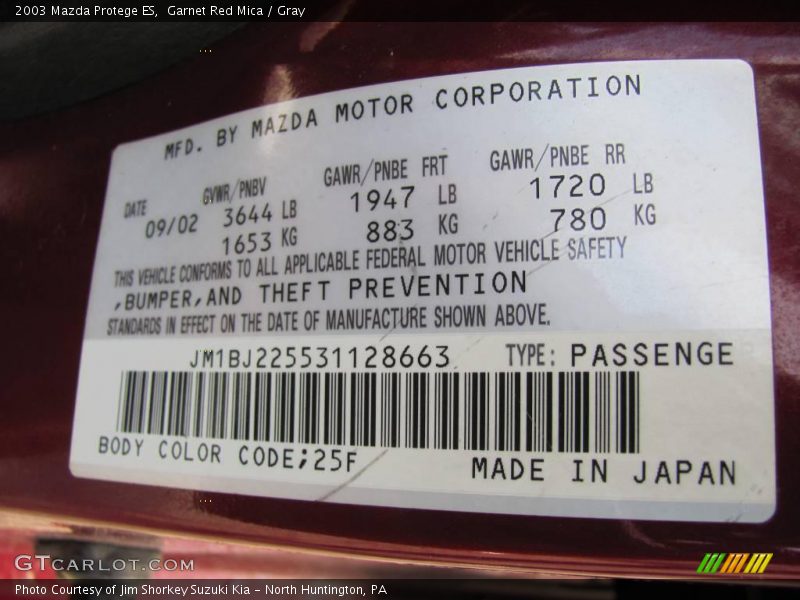 2003 Mazda Protege ES, Garnet Red Mica / Gray
MFD. BY MAZDA MOTOR CORPORATION
DATE GVWR/PNBV GAWR/PNBE FRT GAWR/PNBE RR
09/02 3644 LB 1947 LB 1720 LB
1653 KG 883 KG 780 KG
THIS VEHICLE CONFORMS TO ALL APPLICABLE FEDERAL MOTOR VEHICLE SAFETY
,BUMPER,AND THEFT PREVENTION
STANDARDS IN EFFECT ON THE DATE OF MANUFACTURE SHOWN ABOVE.
JM1BJ225531128663 TYPE: PASSENGE
BODY COLOR CODE;25F
MADE IN JAPAN
GTCARLOT.COM
Photo Courtesy of Jim Shorkey Suzuki Kia - North Huntington, PA